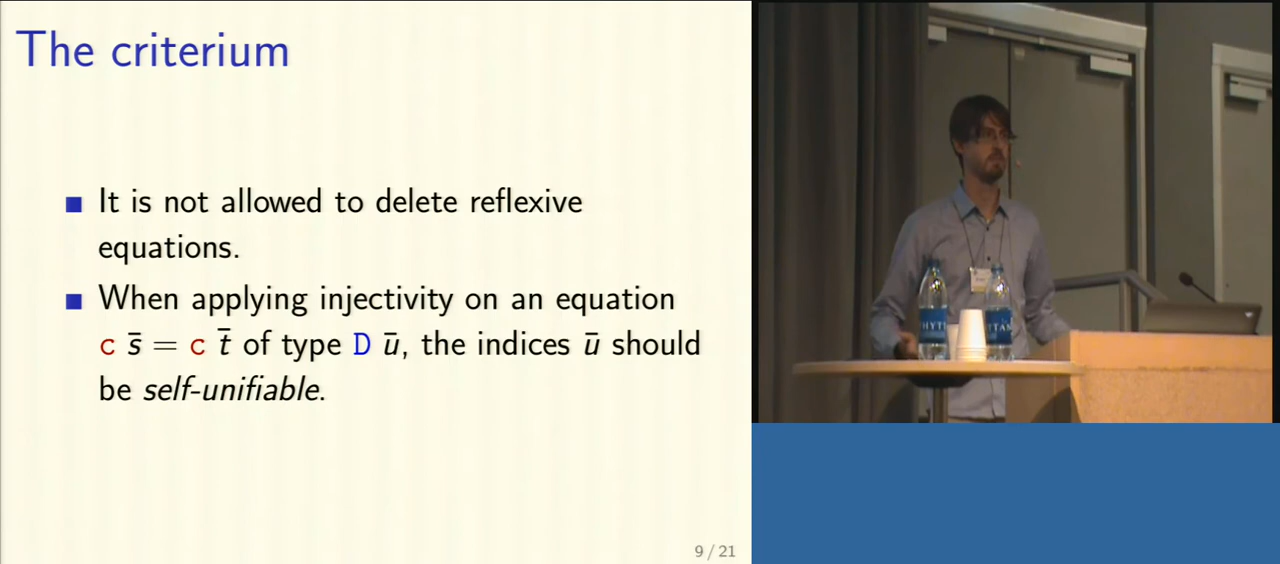 The criterium
It is not allowed to delete reflexive
equations.
When applying injectivity on an equation
c s̄ = c t̄ of type D ū, the indices ū should
be self-unifiable.
9 / 21